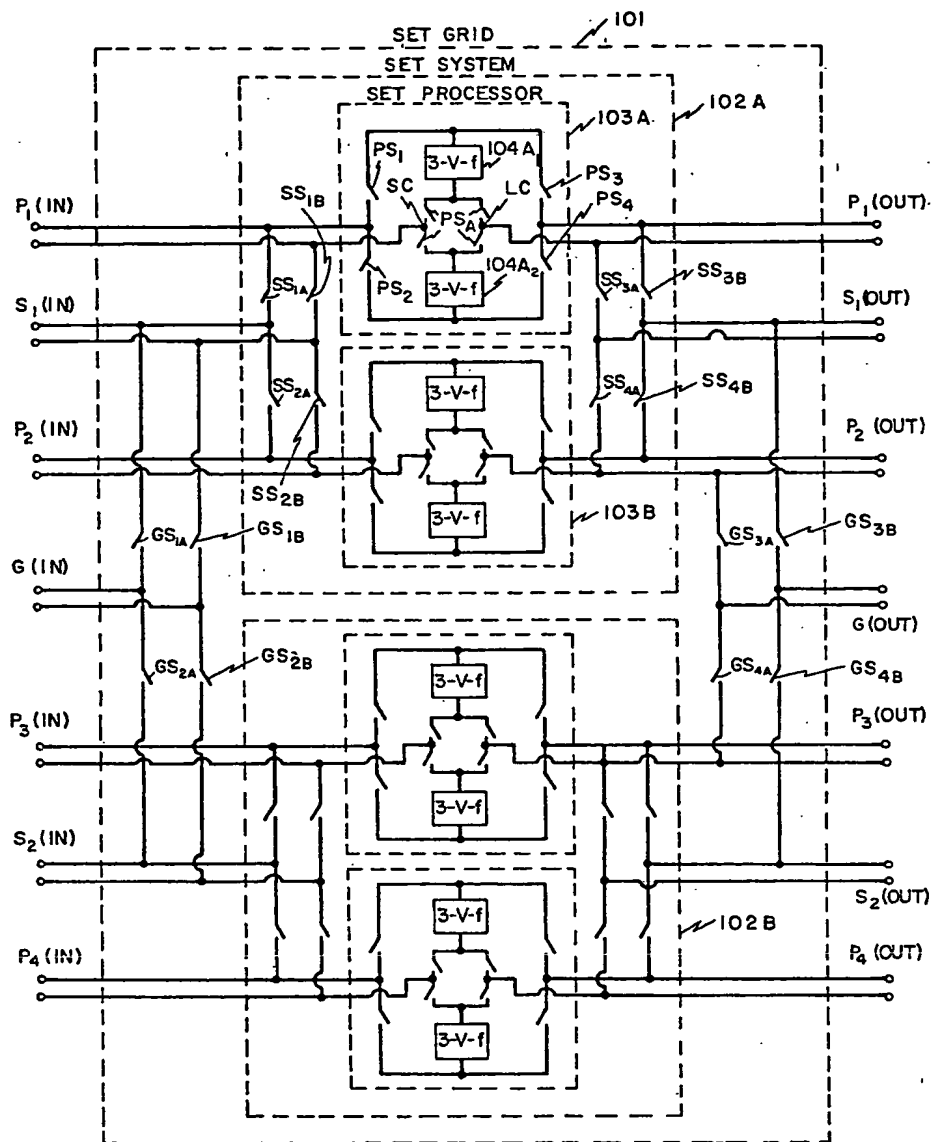 101
SET GRID
SET SYSTEM
SET PROCESSOR
102A
103A
PS1
3-V-f
104A1
SC
LC
PS3
SS1B
PSA
PS4
P1 (IN)
P1 (OUT)
PS2
3-V-f
104A2
SS1A
SS3A
SS3B
S1 (IN)
S1 (OUT)
SS2A
3-V-f
SS4A
SS4B
P2 (IN)
P2 (OUT)
SS2B
3-V-f
103B
GS1A
GS1B
GS3A
GS3B
G (IN)
G(OUT)
GS2A
GS2B
3-V-f
GS4A
GS4B
P3 (IN)
P3 (OUT)
3-V-f
S2 (IN)
S2 (OUT)
3-V-f
102B
P4 (IN)
P4 (OUT)
3-V-f